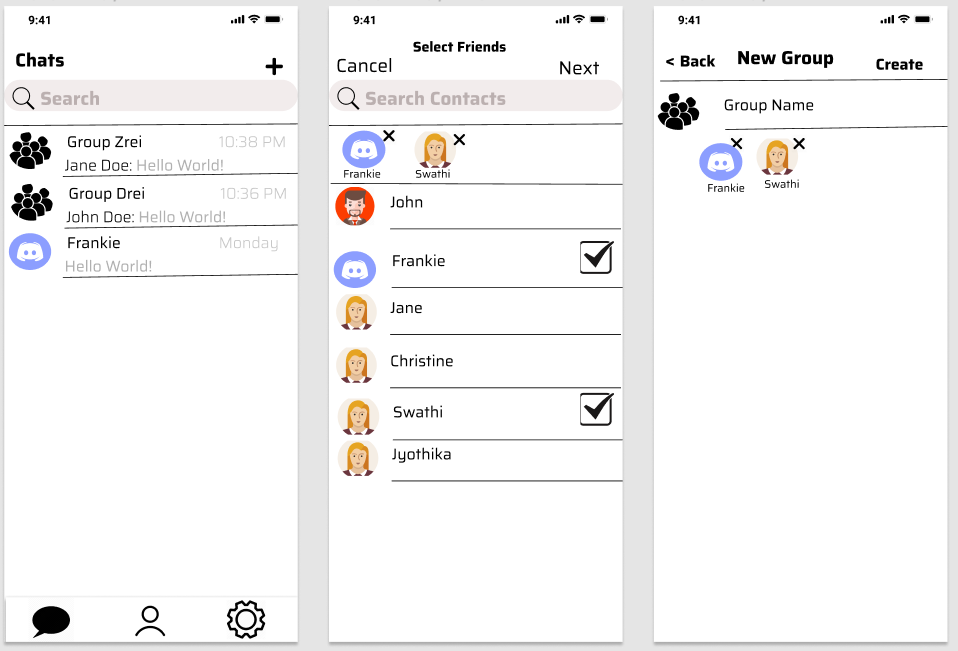 9:41
Chats
Search
Group Zrei 10:38 PM
Jane Doe: Hello World!
Group Drei 10:36 PM
John Doe: Hello World!
Frankie Monday
Hello World!
9:41
Select Friends
Cancel Next
Search Contacts
Frankie Swathi
John
Frankie
Jane
Christine
Swathi
Jyothika
9:41
< Back New Group Create
Group Name
Frankie Swathi